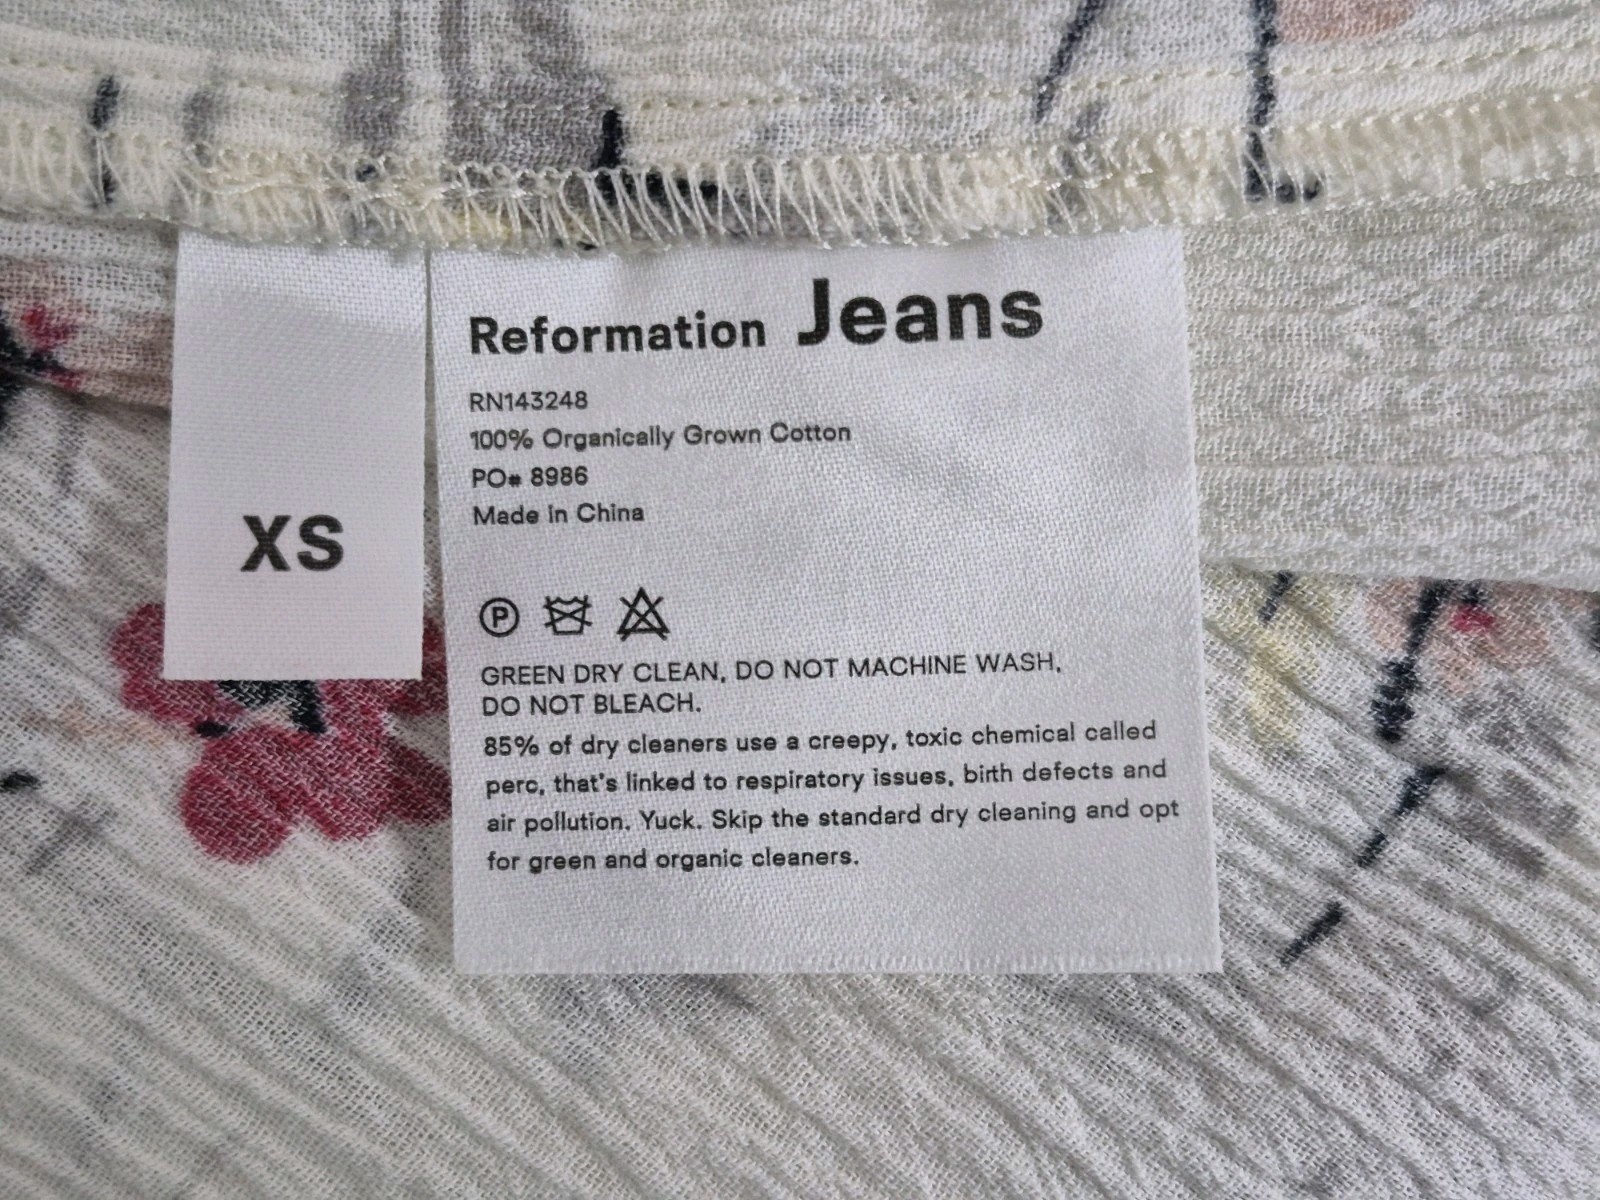 XS
Reformation Jeans
RN143248
100% Organically Grown Cotton
PO# 8986
Made in China
P
GREEN DRY CLEAN, DO NOT MACHINE WASH,
DO NOT BLEACH.
85% of dry cleaners use a creepy, toxic chemical called
perc, that's linked to respiratory issues, birth defects and
air pollution. Yuck. Skip the standard dry cleaning and opt
for green and organic cleaners.